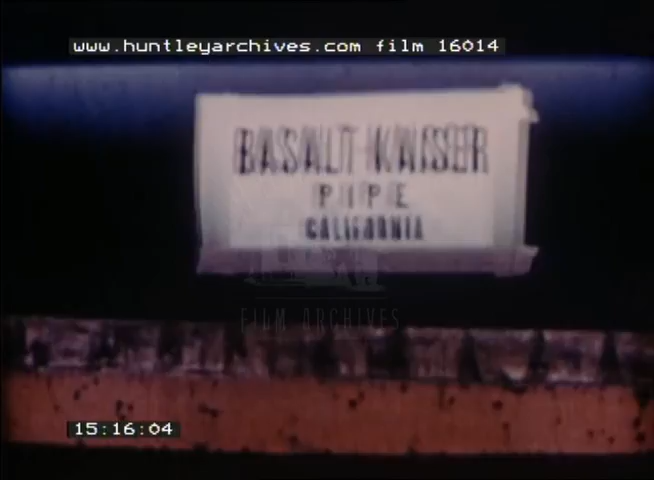 www.huntleyarchives.com film 16014
BASALT KAISER
PIPE
CALIFORNIA
FILM ARCHIVES
15:16:04